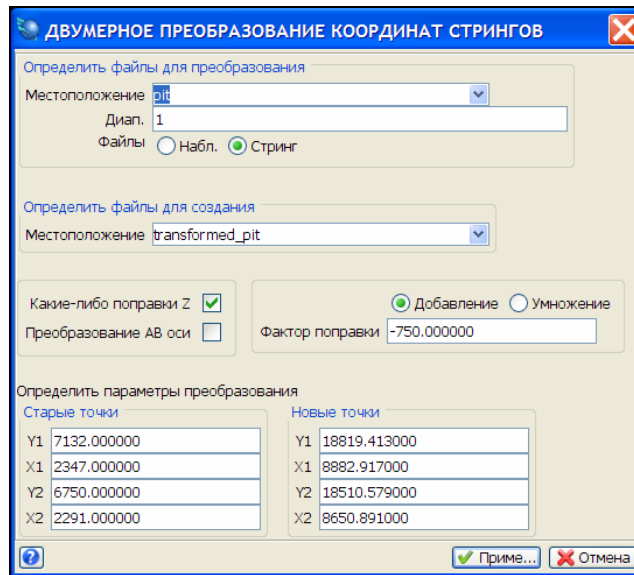 ДВУМЕРНОЕ ПРЕОБРАЗОВАНИЕ КООРДИНАТ СТРИНГОВ
Определить файлы для преобразования
Местоположение pit
Диап. 1
Файлы Набл. Стринг
Определить файлы для создания
Местоположение transformed_pit
Какие-либо поправки Z
Преобразование АВ оси
Добавление Умножение
Фактор поправки -750.000000
Определить параметры преобразования
Старые точки
Y1 7132.000000
X1 2347.000000
Y2 6750.000000
X2 2291.000000
Новые точки
Y1 18819.413000
X1 8882.917000
Y2 18510.579000
X2 8650.891000
Приме... Отмена